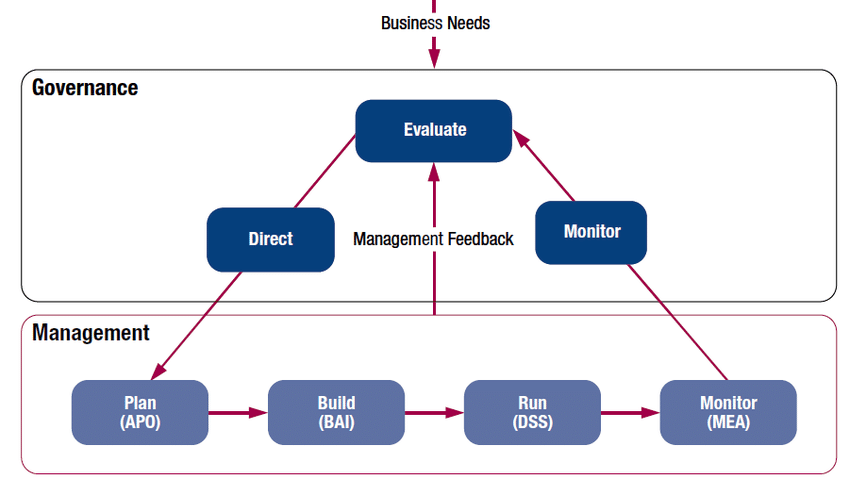 Business Needs
Governance
Evaluate
Direct
Management Feedback
Monitor
Management
Plan
(APO)
Build
(BAI)
Run
(DSS)
Monitor
(MEA)